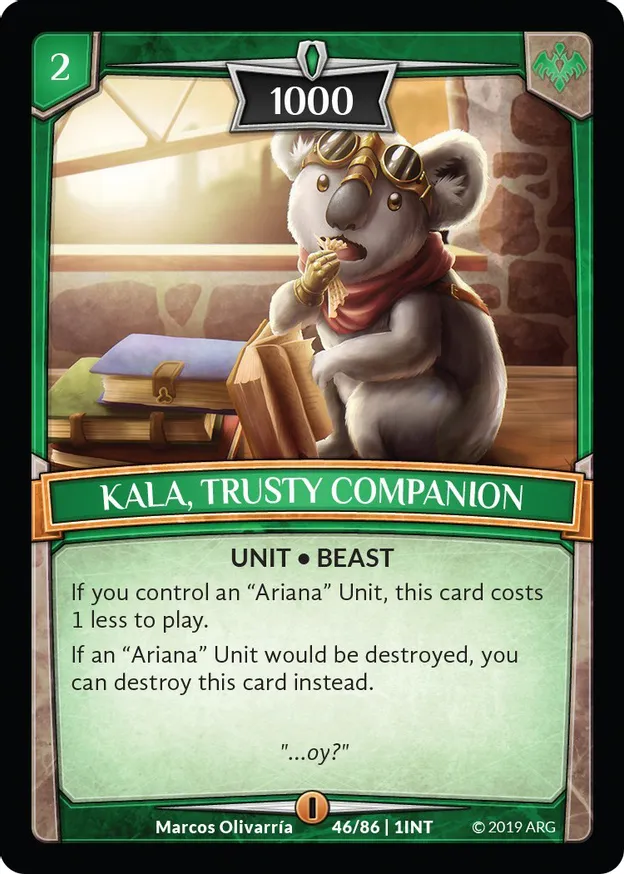 2
1000
KALA, TRUSTY COMPANION
UNIT • BEAST
If you control an “Ariana” Unit, this card costs
1 less to play.
If an “Ariana” Unit would be destroyed, you
can destroy this card instead.
"...oy?"
I
Marcos Olivarría 46/86 | 1INT © 2019 ARG